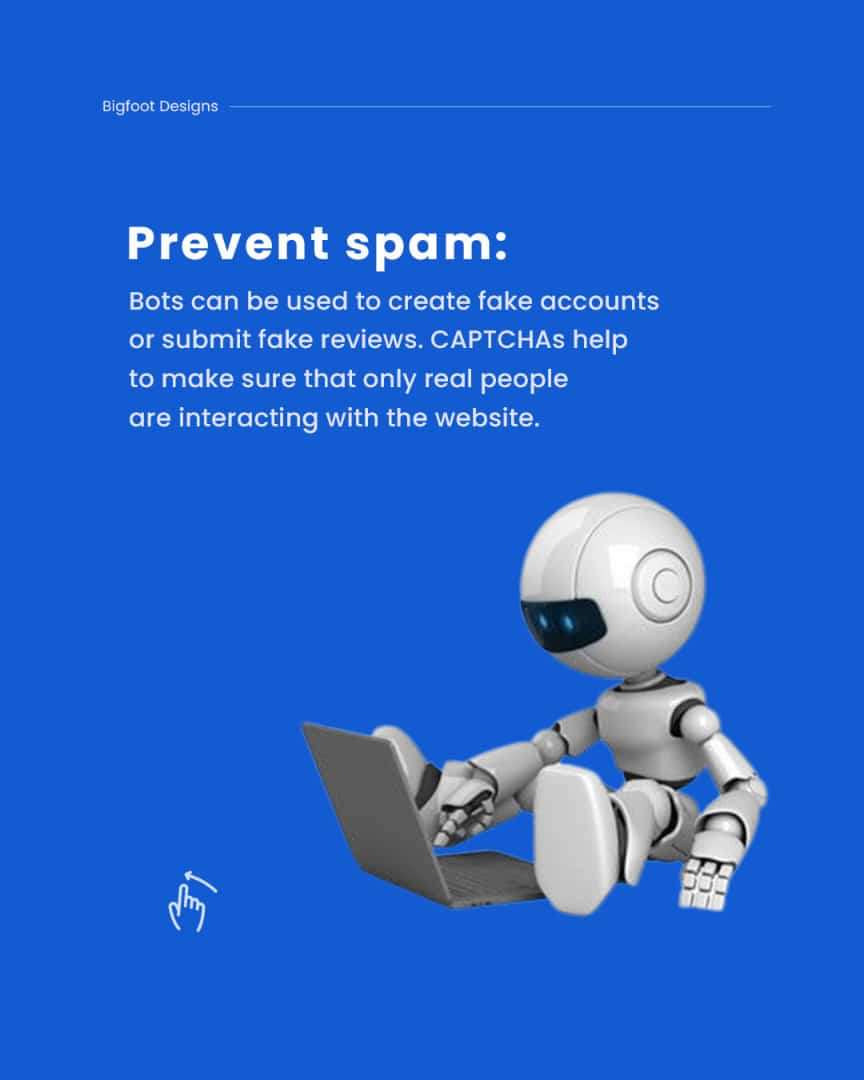 Bigfoot Designs
Prevent spam:
Bots can be used to create fake accounts
or submit fake reviews. CAPTCHAs help
to make sure that only real people
are interacting with the website.